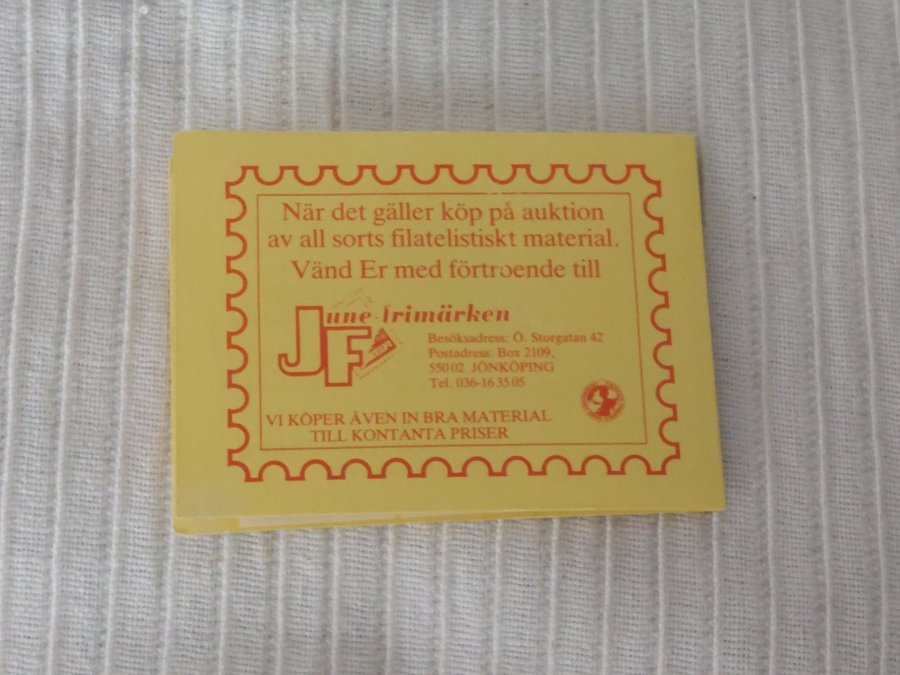 När det gäller köp på auktion
av all sorts filatelistiskt material.
Vänd Er med förtroende till
June-frimärken
JF
Besöksadress: Ö. Storgatan 42
Postadress: Box 2109,
550 02 JÖNKÖPING
Tel. 036-16 35 05
VI KÖPER ÄVEN IN BRA MATERIAL
TILL KONTANTA PRISER